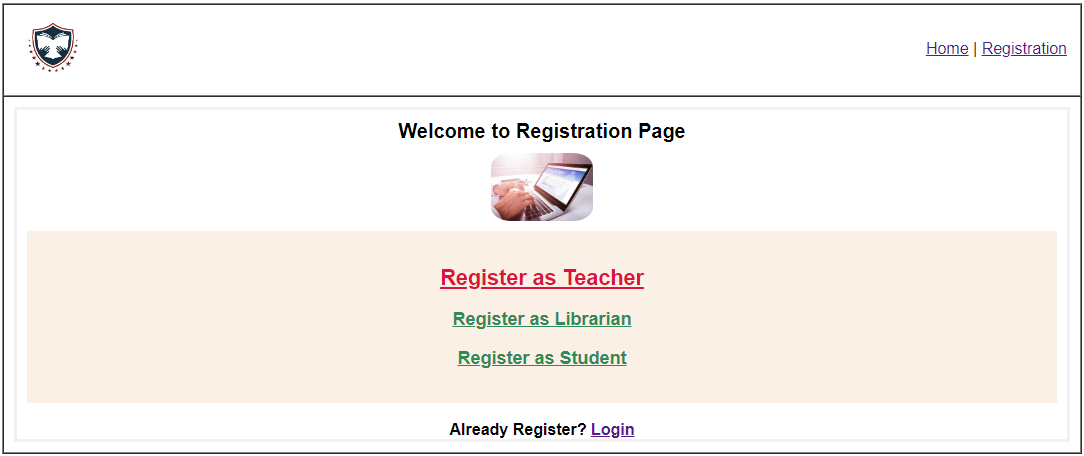 Home | Registration
Welcome to Registration Page
Register as Teacher
Register as Librarian
Register as Student
Already Register? Login